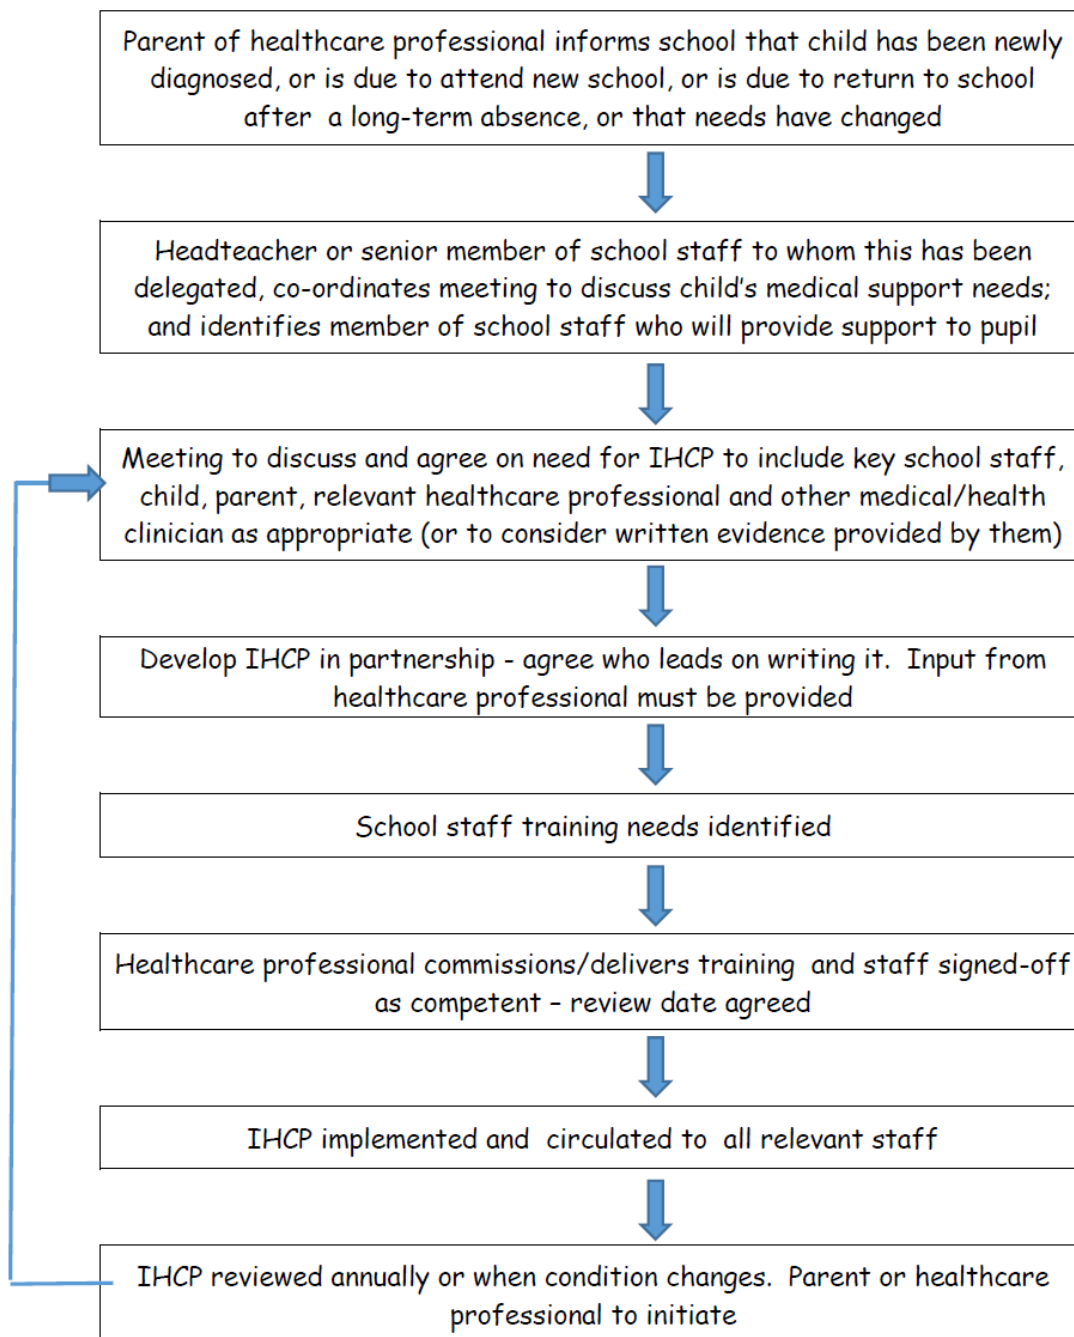 Parent of healthcare professional informs school that child has been newly
diagnosed, or is due to attend new school, or is due to return to school
after a long-term absence, or that needs have changed
Headteacher or senior member of school staff to whom this has been
delegated, co-ordinates meeting to discuss child's medical support needs;
and identifies member of school staff who will provide support to pupil
Meeting to discuss and agree on need for IHCP to include key school staff,
child, parent, relevant healthcare professional and other medical/health
clinician as appropriate (or to consider written evidence provided by them)
Develop IHCP in partnership - agree who leads on writing it. Input from
healthcare professional must be provided
School staff training needs identified
Healthcare professional commissions/delivers training and staff signed-off
as competent – review date agreed
IHCP implemented and circulated to all relevant staff
IHCP reviewed annually or when condition changes. Parent or healthcare
professional to initiate